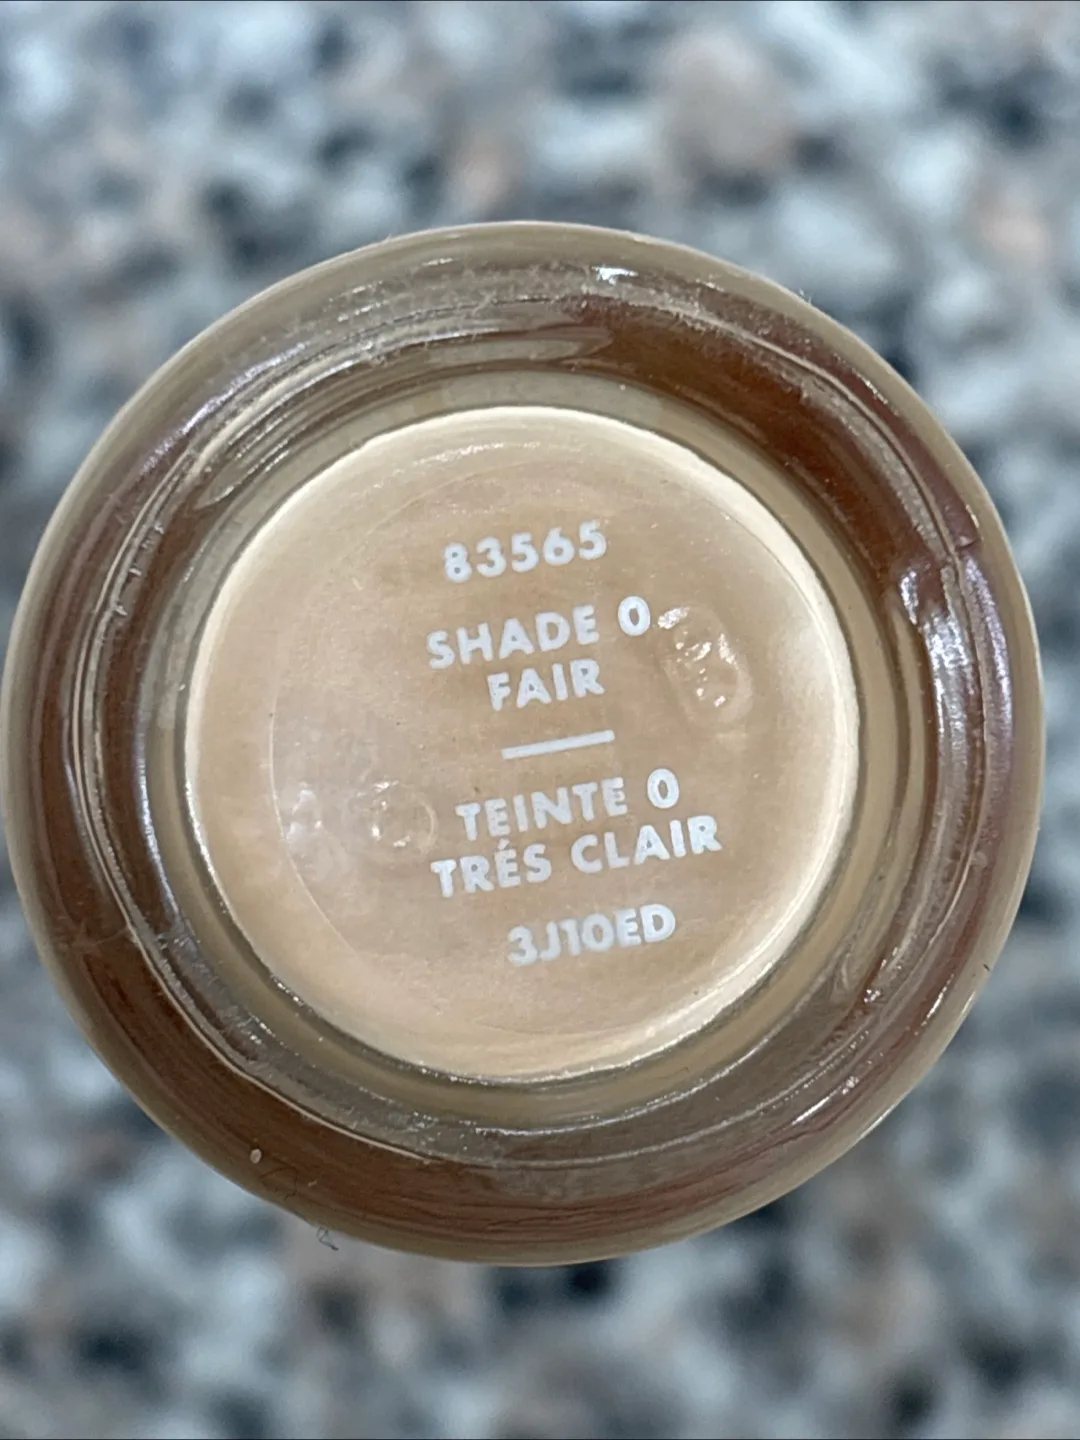 83565
SHADE 0
FAIR
TEINTE 0
TRÉS CLAIR
3J10ED